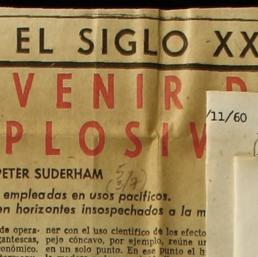 EL SIGLO XX
VENIR D
/11/60
PLOSIV
PETER SUDERHAM
empleadas en usos pacíficos.
en horizontes insospechados a la m
de opera-
gantescas,
conómico.
ner con el uso científico de los efecto
pejo cóncavo, por ejemplo, reúne ur
en un solo punto. En ese punto el h